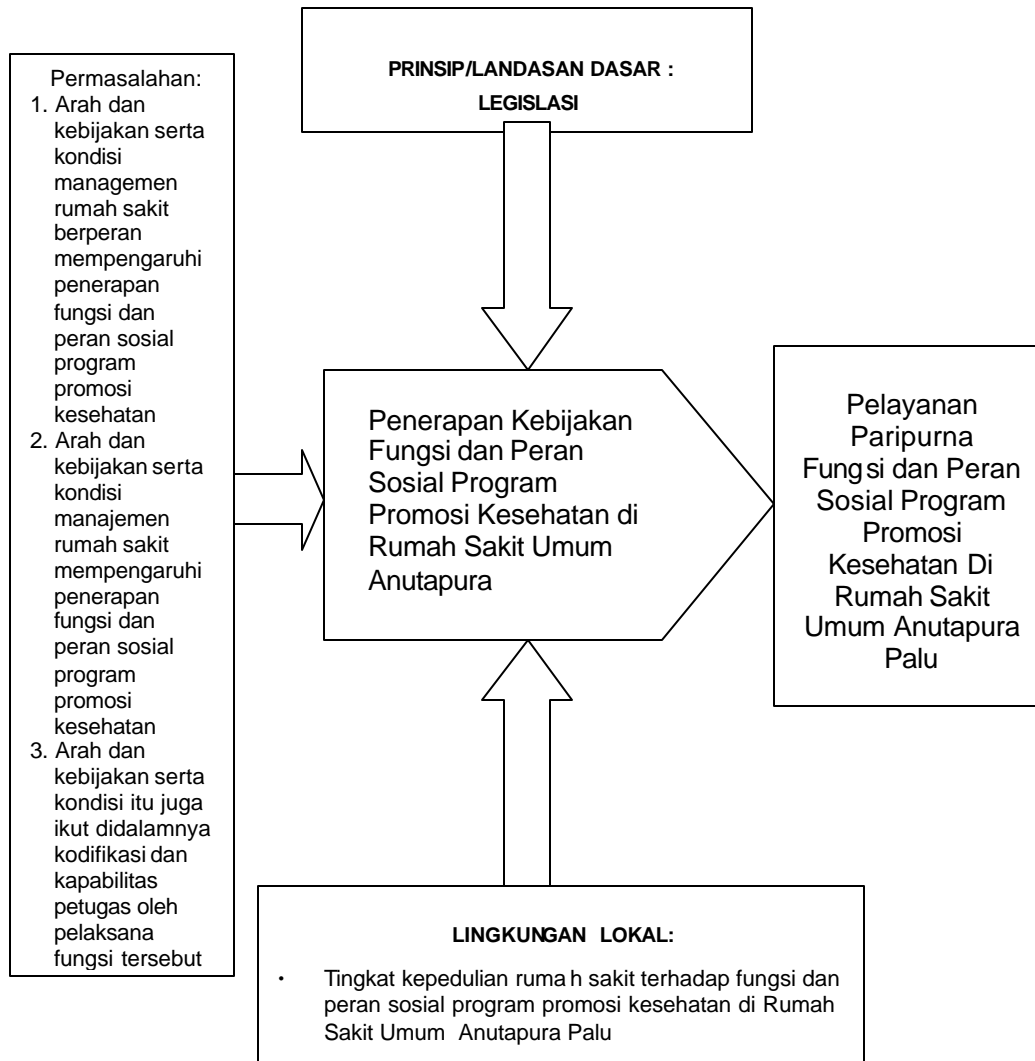 PRINSIP/LANDASAN DASAR :
LEGISLASI
Permasalahan:
1. Arah dan
kebijakan serta
kondisi
managemen
rumah sakit
berperan
mempengaruhi
penerapan
fungsi dan
peran sosial
program
promosi
kesehatan
2. Arah dan
kebijakan serta
kondisi
manajemen
rumah sakit
mempengaruhi
penerapan
fungsi dan
peran sosial
program
promosi
kesehatan
3. Arah dan
kebijakan serta
kondisi itu juga
ikut didalamnya
kodifikasi dan
kapabilitas
petugas oleh
pelaksana
fungsi tersebut
Penerapan Kebijakan
Fungsi dan Peran
Sosial Program
Promosi Kesehatan di
Rumah Sakit Umum
Anutapura
Pelayanan
Paripurna
Fungsi dan Peran
Sosial Program
Promosi
Kesehatan Di
Rumah Sakit
Umum Anutapura
Palu
LINGKUNGAN LOKAL:
• Tingkat kepedulian ruma h sakit terhadap fungsi dan
peran sosial program promosi kesehatan di Rumah
Sakit Umum Anutapura Palu